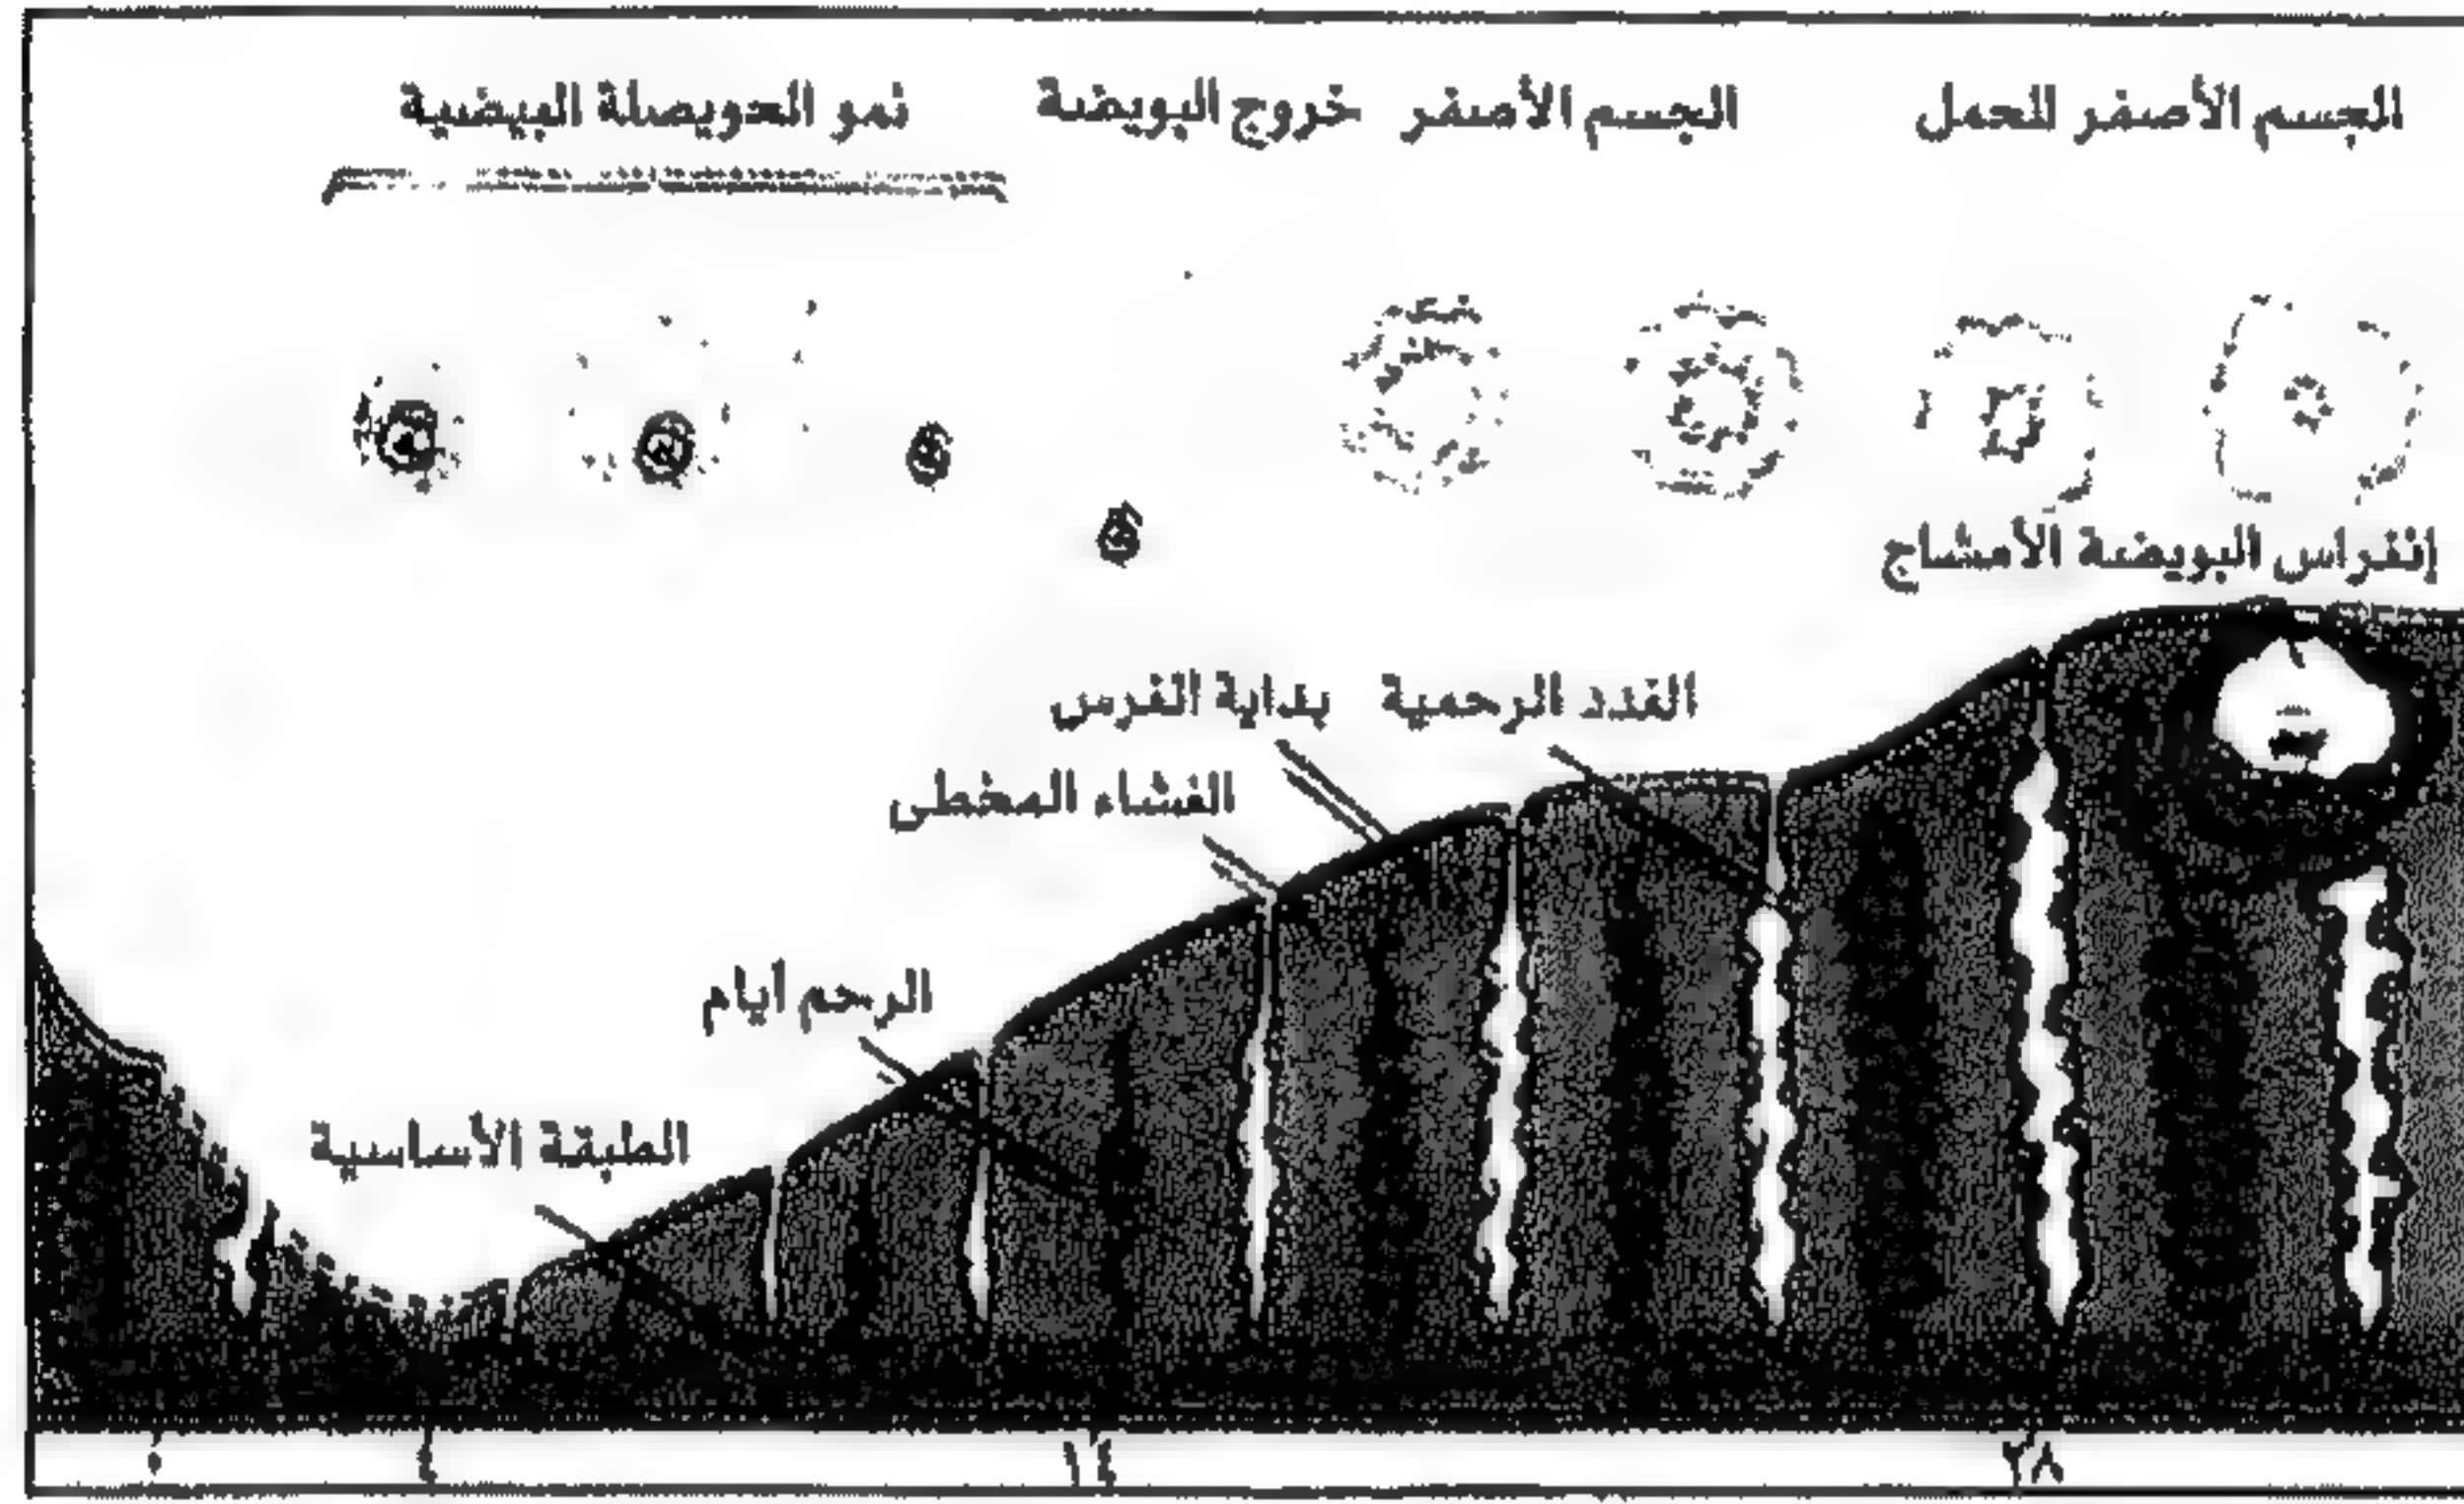 نمو الحويصلة البيضية
خروج البويضة
الجسم الأصفر
الجسم الأصفر للحمل
إنغراس البويضة الأمشاج
الغدد الرحمية
بداية الغرس
الغشاء المخطى
الرحم أيام
الطبقة الأساسية
٠ ٤ ١٤ ٢٨